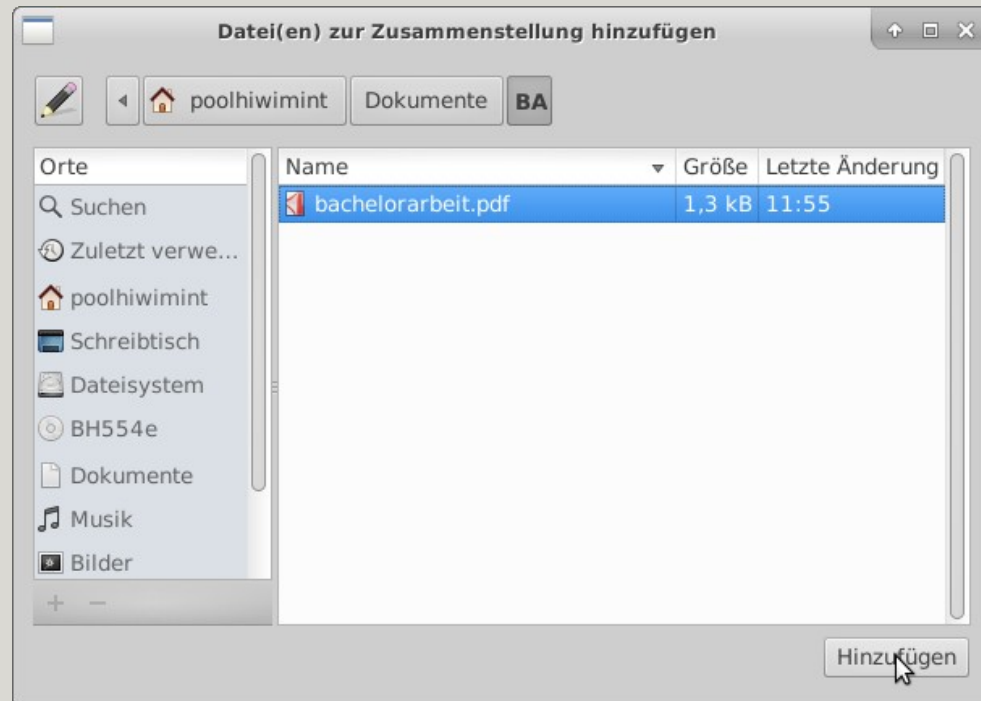 Datei(en) zur Zusammenstellung hinzufügen
poolhiwimint Dokumente BA
Orte
Suchen
Zuletzt verwe...
poolhiwimint
Schreibtisch
Dateisystem
BH554e
Dokumente
Musik
Bilder
Name Größe Letzte Änderung
bachelorarbeit.pdf 1,3 kB 11:55
Hinzufügen